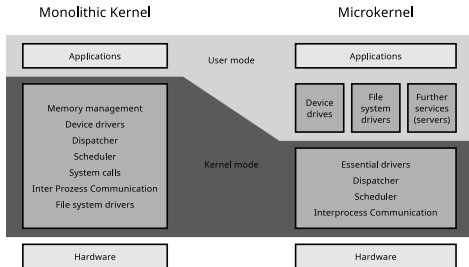 Monolithic Kernel
Microkernel
Applications
User mode
Applications
Device
drives
File
system
drivers
Further
services
(servers)
Memory management
Device drivers
Dispatcher
Scheduler
System calls
Inter Prozess Communication
File system drivers
Kernel mode
Essential drivers
Dispatcher
Scheduler
Interprocess Communication
Hardware
Hardware